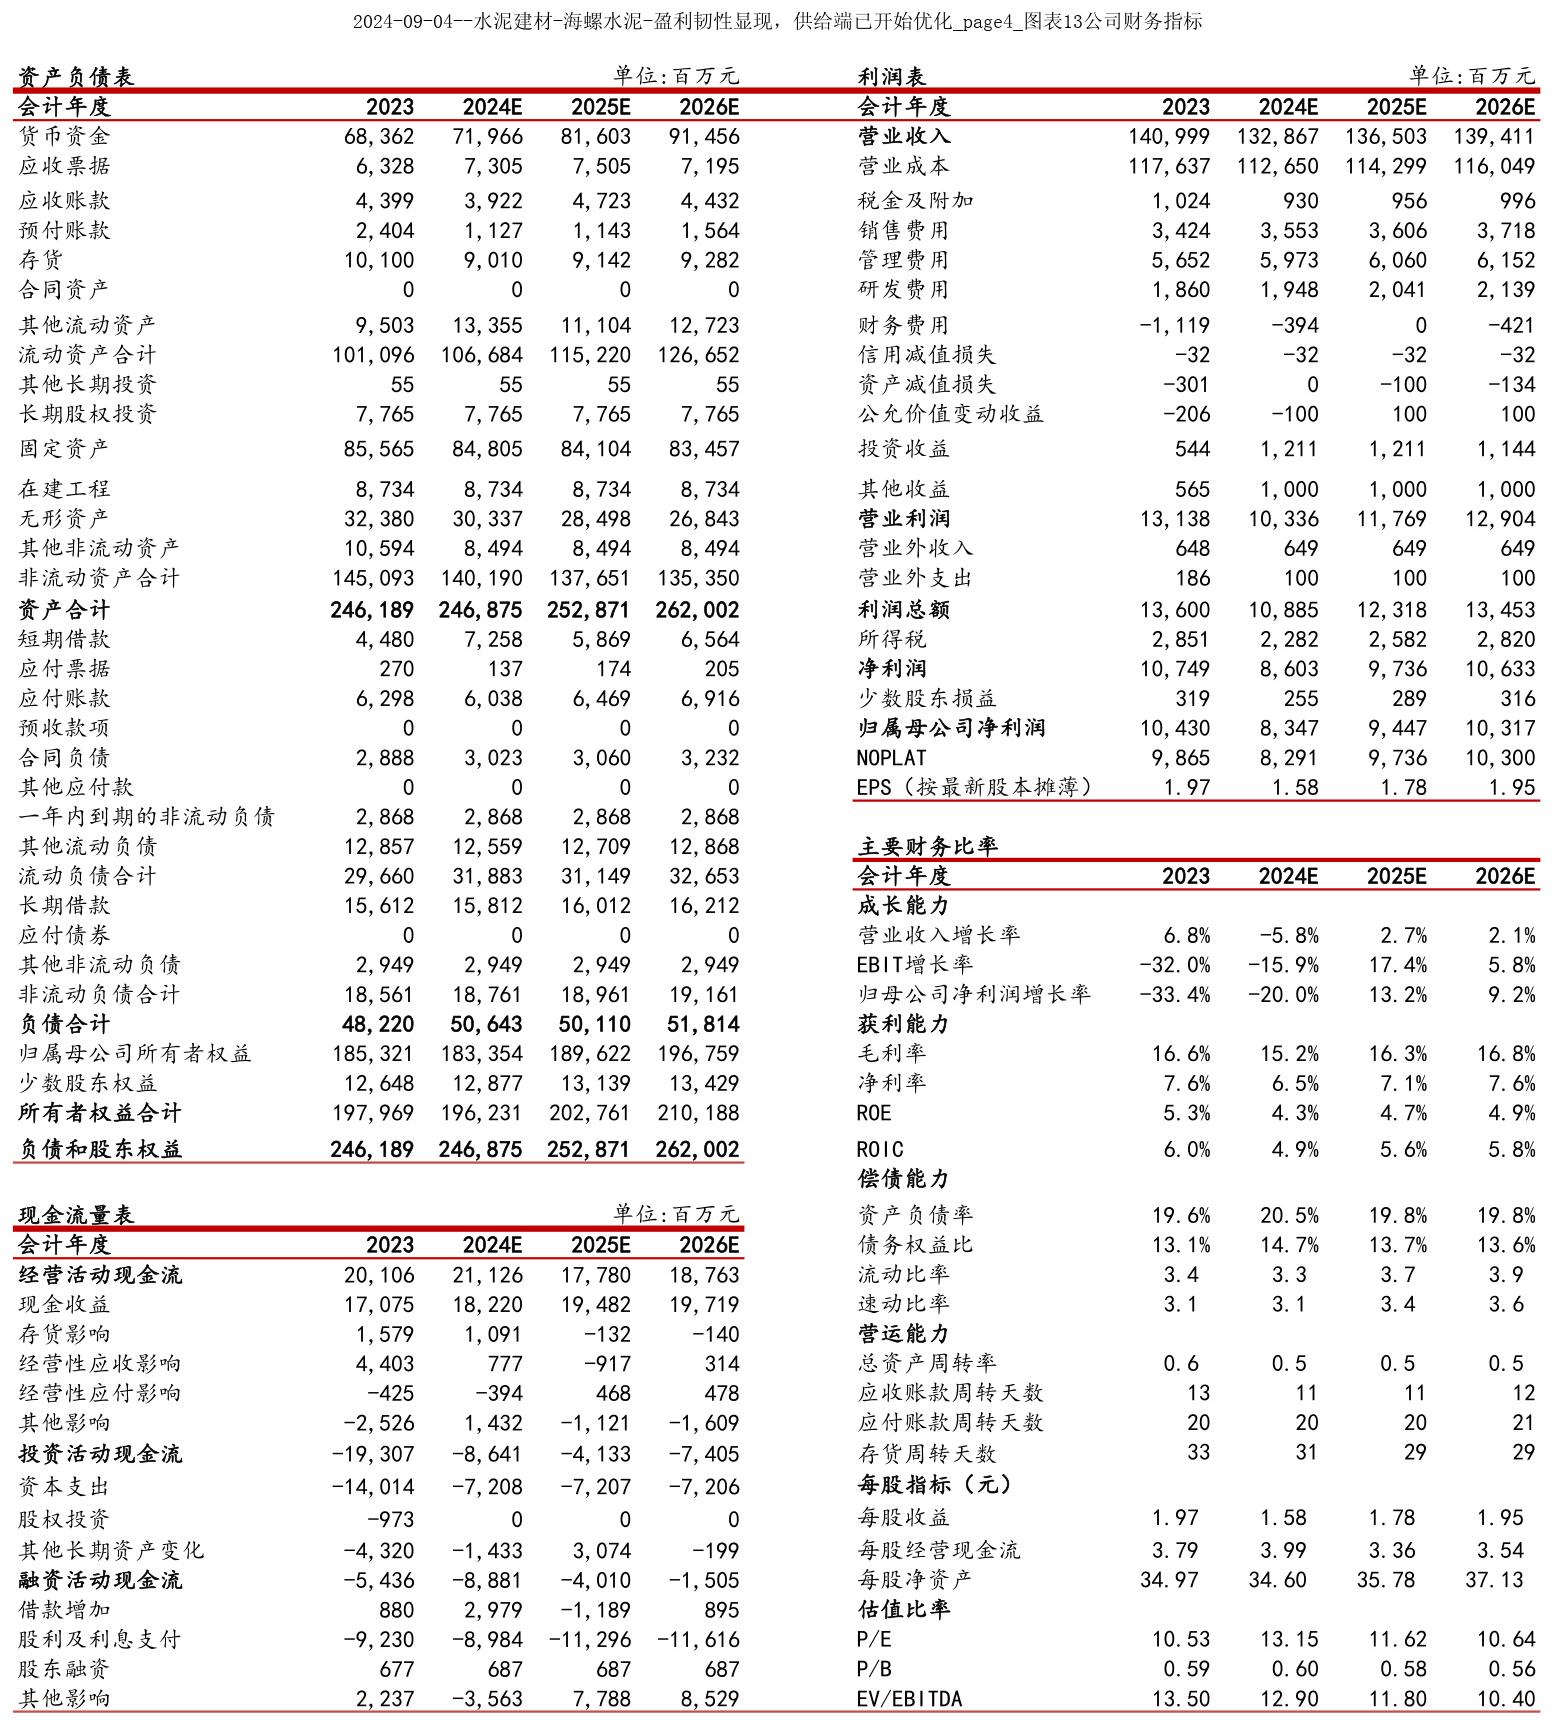 2024-09-04--水泥建材-海螺水泥-盈利韧性显现，供给端已开始优化_page4_图表13公司财务指标
资产负债表 单位:百万元
会计年度 2023 2024E 2025E 2026E
货币资金 68,362 71,966 81,603 91,456
应收票据 6,328 7,305 7,505 7,195
应收账款 4,399 3,922 4,723 4,432
预付账款 2,404 1,127 1,143 1,564
存货 10,100 9,010 9,142 9,282
合同资产 0 0 0 0
其他流动资产 9,503 13,355 11,104 12,723
流动资产合计 101,096 106,684 115,220 126,652
其他长期投资 55 55 55 55
长期股权投资 7,765 7,765 7,765 7,765
固定资产 85,565 84,805 84,104 83,457
在建工程 8,734 8,734 8,734 8,734
无形资产 32,380 30,337 28,498 26,843
其他非流动资产 10,594 8,494 8,494 8,494
非流动资产合计 145,093 140,190 137,651 135,350
资产合计 246,189 246,875 252,871 262,002
短期借款 4,480 7,258 5,869 6,564
应付票据 270 137 174 205
应付账款 6,298 6,038 6,469 6,916
预收款项 0 0 0 0
合同负债 2,888 3,023 3,060 3,232
其他应付款 0 0 0 0
一年内到期的非流动负债 2,868 2,868 2,868 2,868
其他流动负债 12,857 12,559 12,709 12,868
流动负债合计 29,660 31,883 31,149 32,653
长期借款 15,612 15,812 16,012 16,212
应付债券 0 0 0 0
其他非流动负债 2,949 2,949 2,949 2,949
非流动负债合计 18,561 18,761 18,961 19,161
负债合计 48,220 50,643 50,110 51,814
归属母公司所有者权益 185,321 183,354 189,622 196,759
少数股东权益 12,648 12,877 13,139 13,429
所有者权益合计 197,969 196,231 202,761 210,188
负债和股东权益 246,189 246,875 252,871 262,002
现金流量表 单位:百万元
会计年度 2023 2024E 2025E 2026E
经营活动现金流 20,106 21,126 17,780 18,763
现金收益 17,075 18,220 19,482 19,719
存货影响 1,579 1,091 -132 -140
经营性应收影响 4,403 777 -917 314
经营性应付影响 -425 -394 468 478
其他影响 -2,526 1,432 -1,121 -1,609
投资活动现金流 -19,307 -8,641 -4,133 -7,405
资本支出 -14,014 -7,208 -7,207 -7,206
股权投资 -973 0 0 0
其他长期资产变化 -4,320 -1,433 3,074 -199
融资活动现金流 -5,436 -8,881 -4,010 -1,505
借款增加 880 2,979 -1,189 895
股利及利息支付 -9,230 -8,984 -11,296 -11,616
股东融资 677 687 687 687
其他影响 2,237 -3,563 7,788 8,529
利润表 单位:百万元
会计年度 2023 2024E 2025E 2026E
营业收入 140,999 132,867 136,503 139,411
营业成本 117,637 112,650 114,299 116,049
税金及附加 1,024 930 956 996
销售费用 3,424 3,553 3,606 3,718
管理费用 5,652 5,973 6,060 6,152
研发费用 1,860 1,948 2,041 2,139
财务费用 -1,119 -394 0 -421
信用减值损失 -32 -32 -32 -32
资产减值损失 -301 0 -100 -134
公允价值变动收益 -206 -100 100 100
投资收益 544 1,211 1,211 1,144
其他收益 565 1,000 1,000 1,000
营业利润 13,138 10,336 11,769 12,904
营业外收入 648 649 649 649
营业外支出 186 100 100 100
利润总额 13,600 10,885 12,318 13,453
所得税 2,851 2,282 2,582 2,820
净利润 10,749 8,603 9,736 10,633
少数股东损益 319 255 289 316
归属母公司净利润 10,430 8,347 9,447 10,317
NOPLAT 9,865 8,291 9,736 10,300
EPS（按最新股本摊薄） 1.97 1.58 1.78 1.95
主要财务比率
会计年度 2023 2024E 2025E 2026E
成长能力
营业收入增长率 6.8% -5.8% 2.7% 2.1%
EBIT增长率 -32.0% -15.9% 17.4% 5.8%
归母公司净利润增长率 -33.4% -20.0% 13.2% 9.2%
获利能力
毛利率 16.6% 15.2% 16.3% 16.8%
净利率 7.6% 6.5% 7.1% 7.6%
ROE 5.3% 4.3% 4.7% 4.9%
ROIC 6.0% 4.9% 5.6% 5.8%
偿债能力
资产负债率 19.6% 20.5% 19.8% 19.8%
债务权益比 13.1% 14.7% 13.7% 13.6%
流动比率 3.4 3.3 3.7 3.9
速动比率 3.1 3.1 3.4 3.6
营运能力
总资产周转率 0.6 0.5 0.5 0.5
应收账款周转天数 13 11 11 12
应付账款周转天数 20 20 20 21
存货周转天数 33 31 29 29
每股指标（元）
每股收益 1.97 1.58 1.78 1.95
每股经营现金流 3.79 3.99 3.36 3.54
每股净资产 34.97 34.60 35.78 37.13
估值比率
P/E 10.53 13.15 11.62 10.64
P/B 0.59 0.60 0.58 0.56
EV/EBITDA 13.50 12.90 11.80 10.40